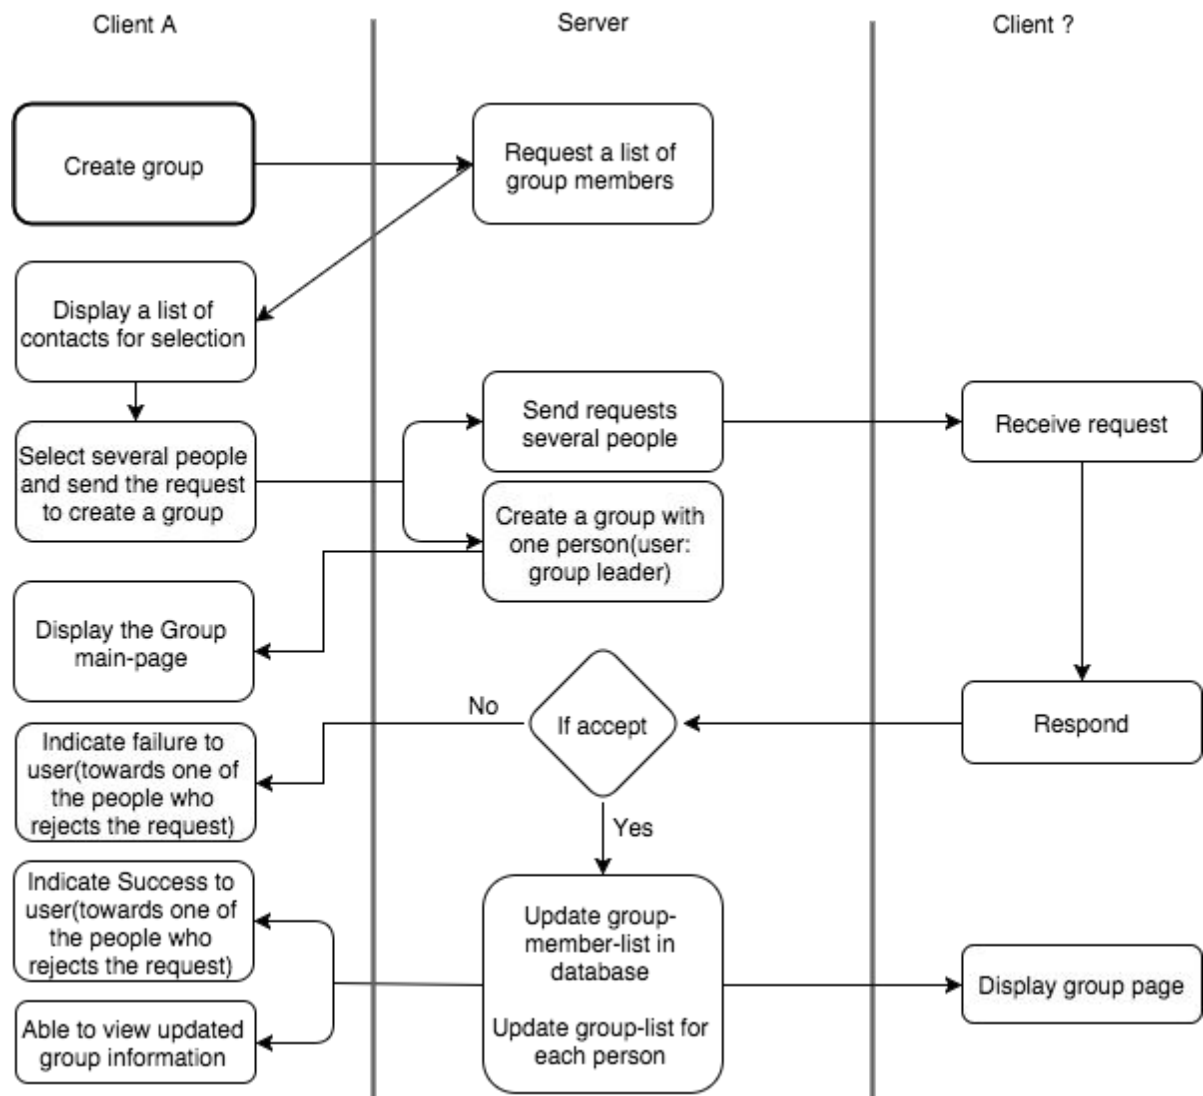 Client A
Server
Client ?
Create group
Request a list of
group members
Display a list of
contacts for selection
Select several people
and send the request
to create a group
Send requests
several people
Receive request
Create a group with
one person(user:
group leader)
Display the Group
main-page
No
If accept
Respond
Indicate failure to
user(towards one of
the people who
rejects the request)
Yes
Indicate Success to
user(towards one of
the people who
rejects the request)
Update group-
member-list in
database
Update group-list for
each person
Display group page
Able to view updated
group information